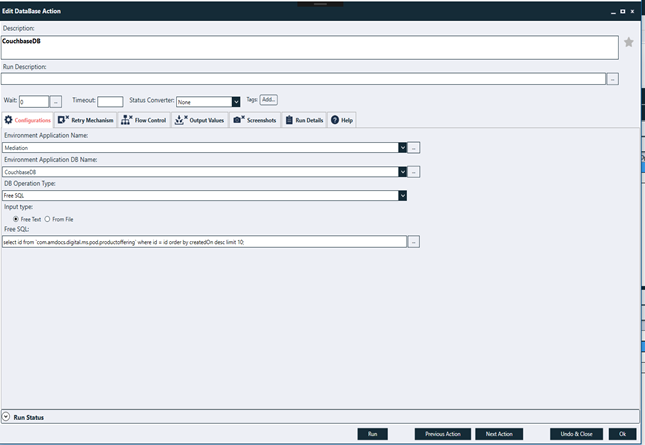 Edit DataBase Action
Description:
CouchbaseDB
Run Description:
...
Wait: 0 ... Timeout: Status Converter: None Tags: Add...
Configurations Retry Mechanism Flow Control Output Values Screenshots Run Details Help
Environment Application Name:
Mediation ...
Environment Application DB Name:
CouchbaseDB ...
DB Operation Type:
Free SQL
Input type:
Free Text From File
Free SQL:
select id from `com.amdocs.digital.ms.pod.productoffering` where id = id order by createdOn desc limit 10; ...
Run Status
Run Previous Action Next Action Undo & Close Ok